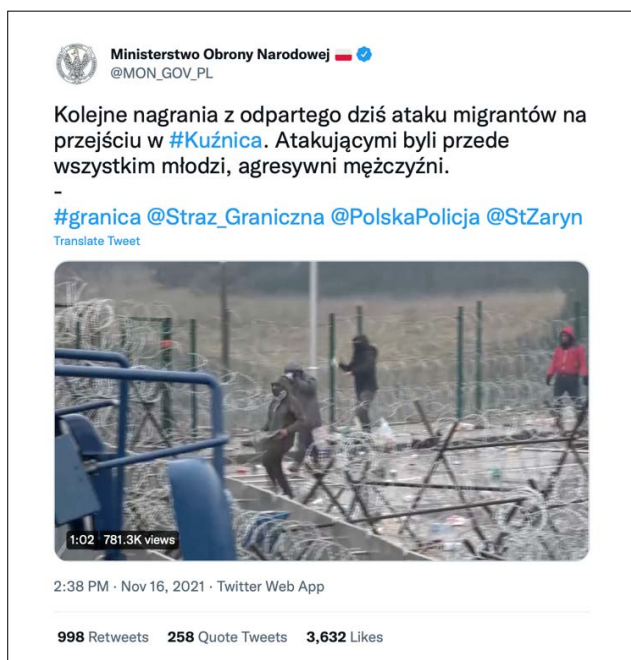 Ministerstwo Obrony Narodowej
@MON_GOV_PL
Kolejne nagrania z odpartego dziś ataku migrantów na
przejściu w #Kuźnica. Atakującymi byli przede
wszystkim młodzi, agresywni mężczyźni.
-
#granica @Straz_Graniczna @PolskaPolicja @StZaryn
Translate Tweet
1:02 781.3K views
2:38 PM · Nov 16, 2021 · Twitter Web App
998 Retweets 258 Quote Tweets 3,632 Likes